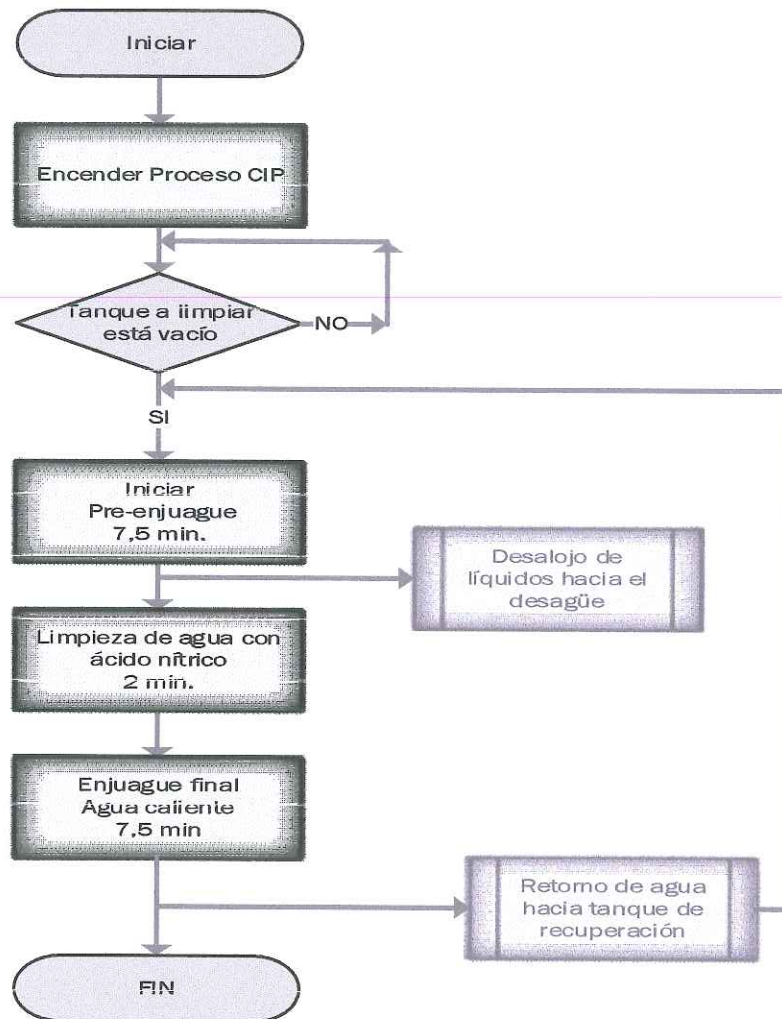 Iniciar
Encender Proceso CIP
Tanque a limpiar
está vacío
NO
SI
Iniciar
Pre-enjuague
7,5 min.
Desalojo de
líquidos hacia el
desagüe
Limpieza de agua con
ácido nítrico
2 min.
Enjuague final
Agua caliente
7,5 min
Retorno de agua
hacia tanque de
recuperación
FIN